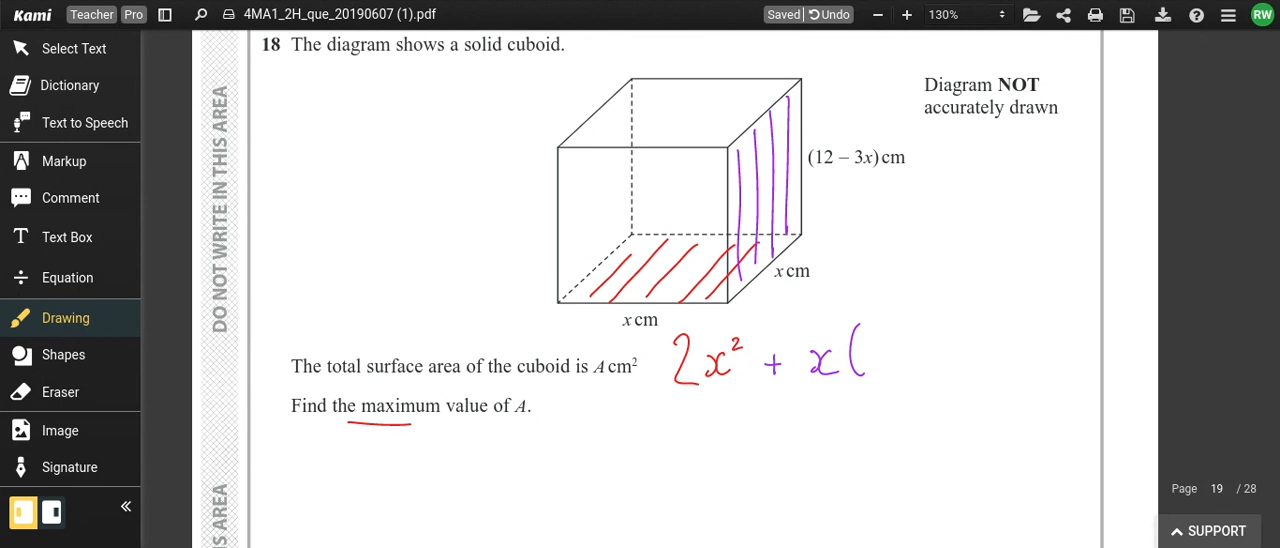 Kami Teacher Pro 4MA1_2H_que_20190607 (1).pdf Saved Undo 130% RW
Select Text
Dictionary
Text to Speech
Markup
Comment
Text Box
Equation
Drawing
Shapes
Eraser
Image
Signature
DO NOT WRITE IN THIS AREA
IS AREA
18 The diagram shows a solid cuboid.
Diagram NOT
accurately drawn
(12 – 3x) cm
x cm
x cm
The total surface area of the cuboid is A cm² 2x² + x(
Find the maximum value of A.
Page 19 / 28
SUPPORT